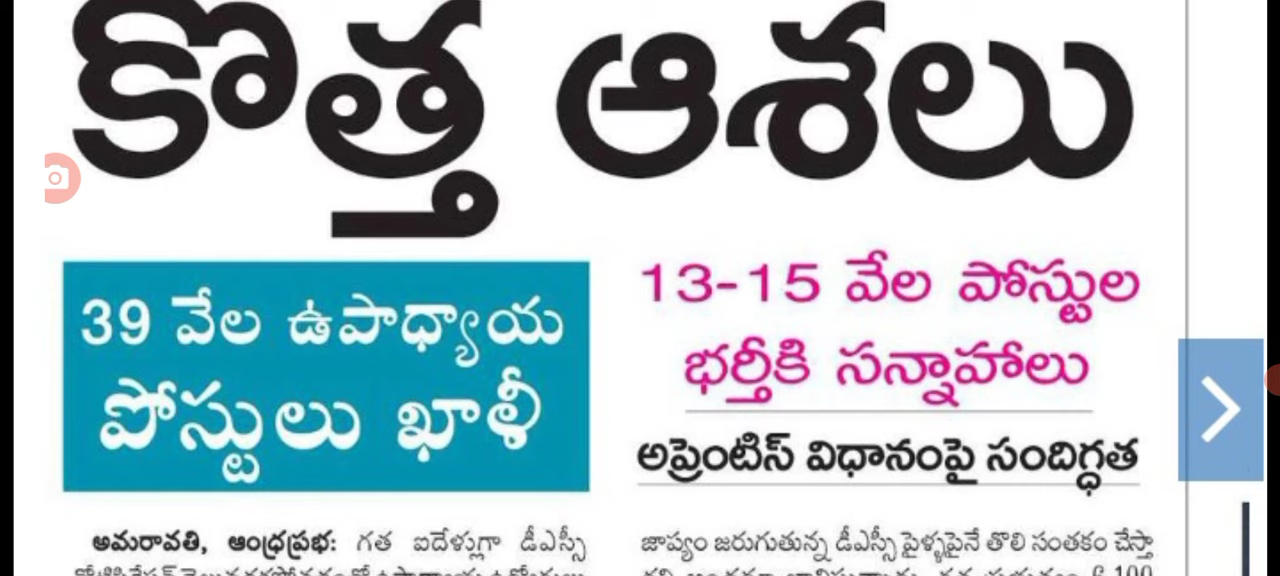 కొత్త ఆశలు
39 వేల ఉపాధ్యాయ
పోస్టులు ఖాళీ
13-15 వేల పోస్టుల
భర్తీకి సన్నాహాలు
అప్రెంటిస్ విధానంపై సందిగ్ధత
అమరావతి, ఆంధ్రప్రభ: గత ఐదేళ్లుగా డీఎస్సీ
జాప్యం జరుగుతున్న డీఎస్సీ ఫైళ్ళపైనే తొలి సంతకం చేస్తా